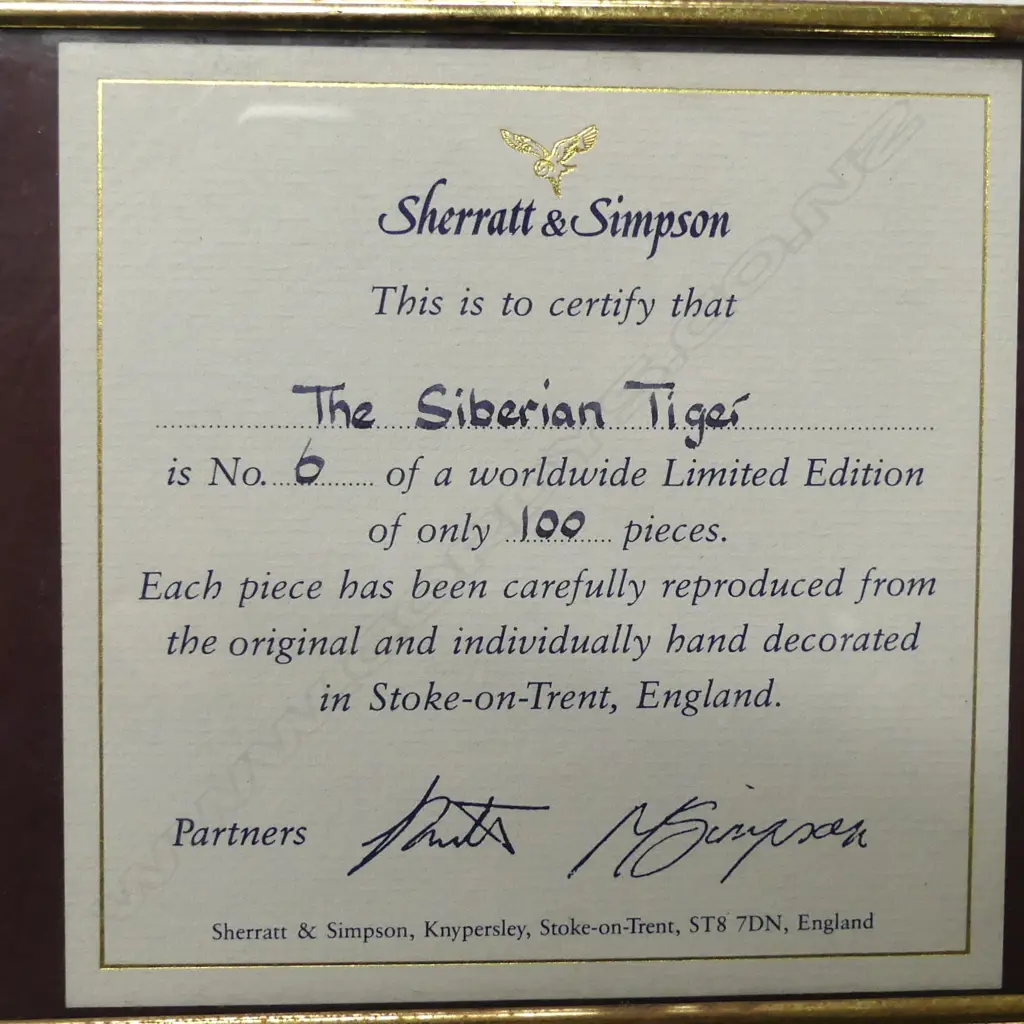 Sherratt & Simpson
This is to certify that
The Siberian Tiger
is No. 6 of a worldwide Limited Edition
of only 100 pieces.
Each piece has been carefully reproduced from
the original and individually hand decorated
in Stoke-on-Trent, England.
Partners M Simpson
Sherratt & Simpson, Knypersley, Stoke-on-Trent, ST8 7DN, England